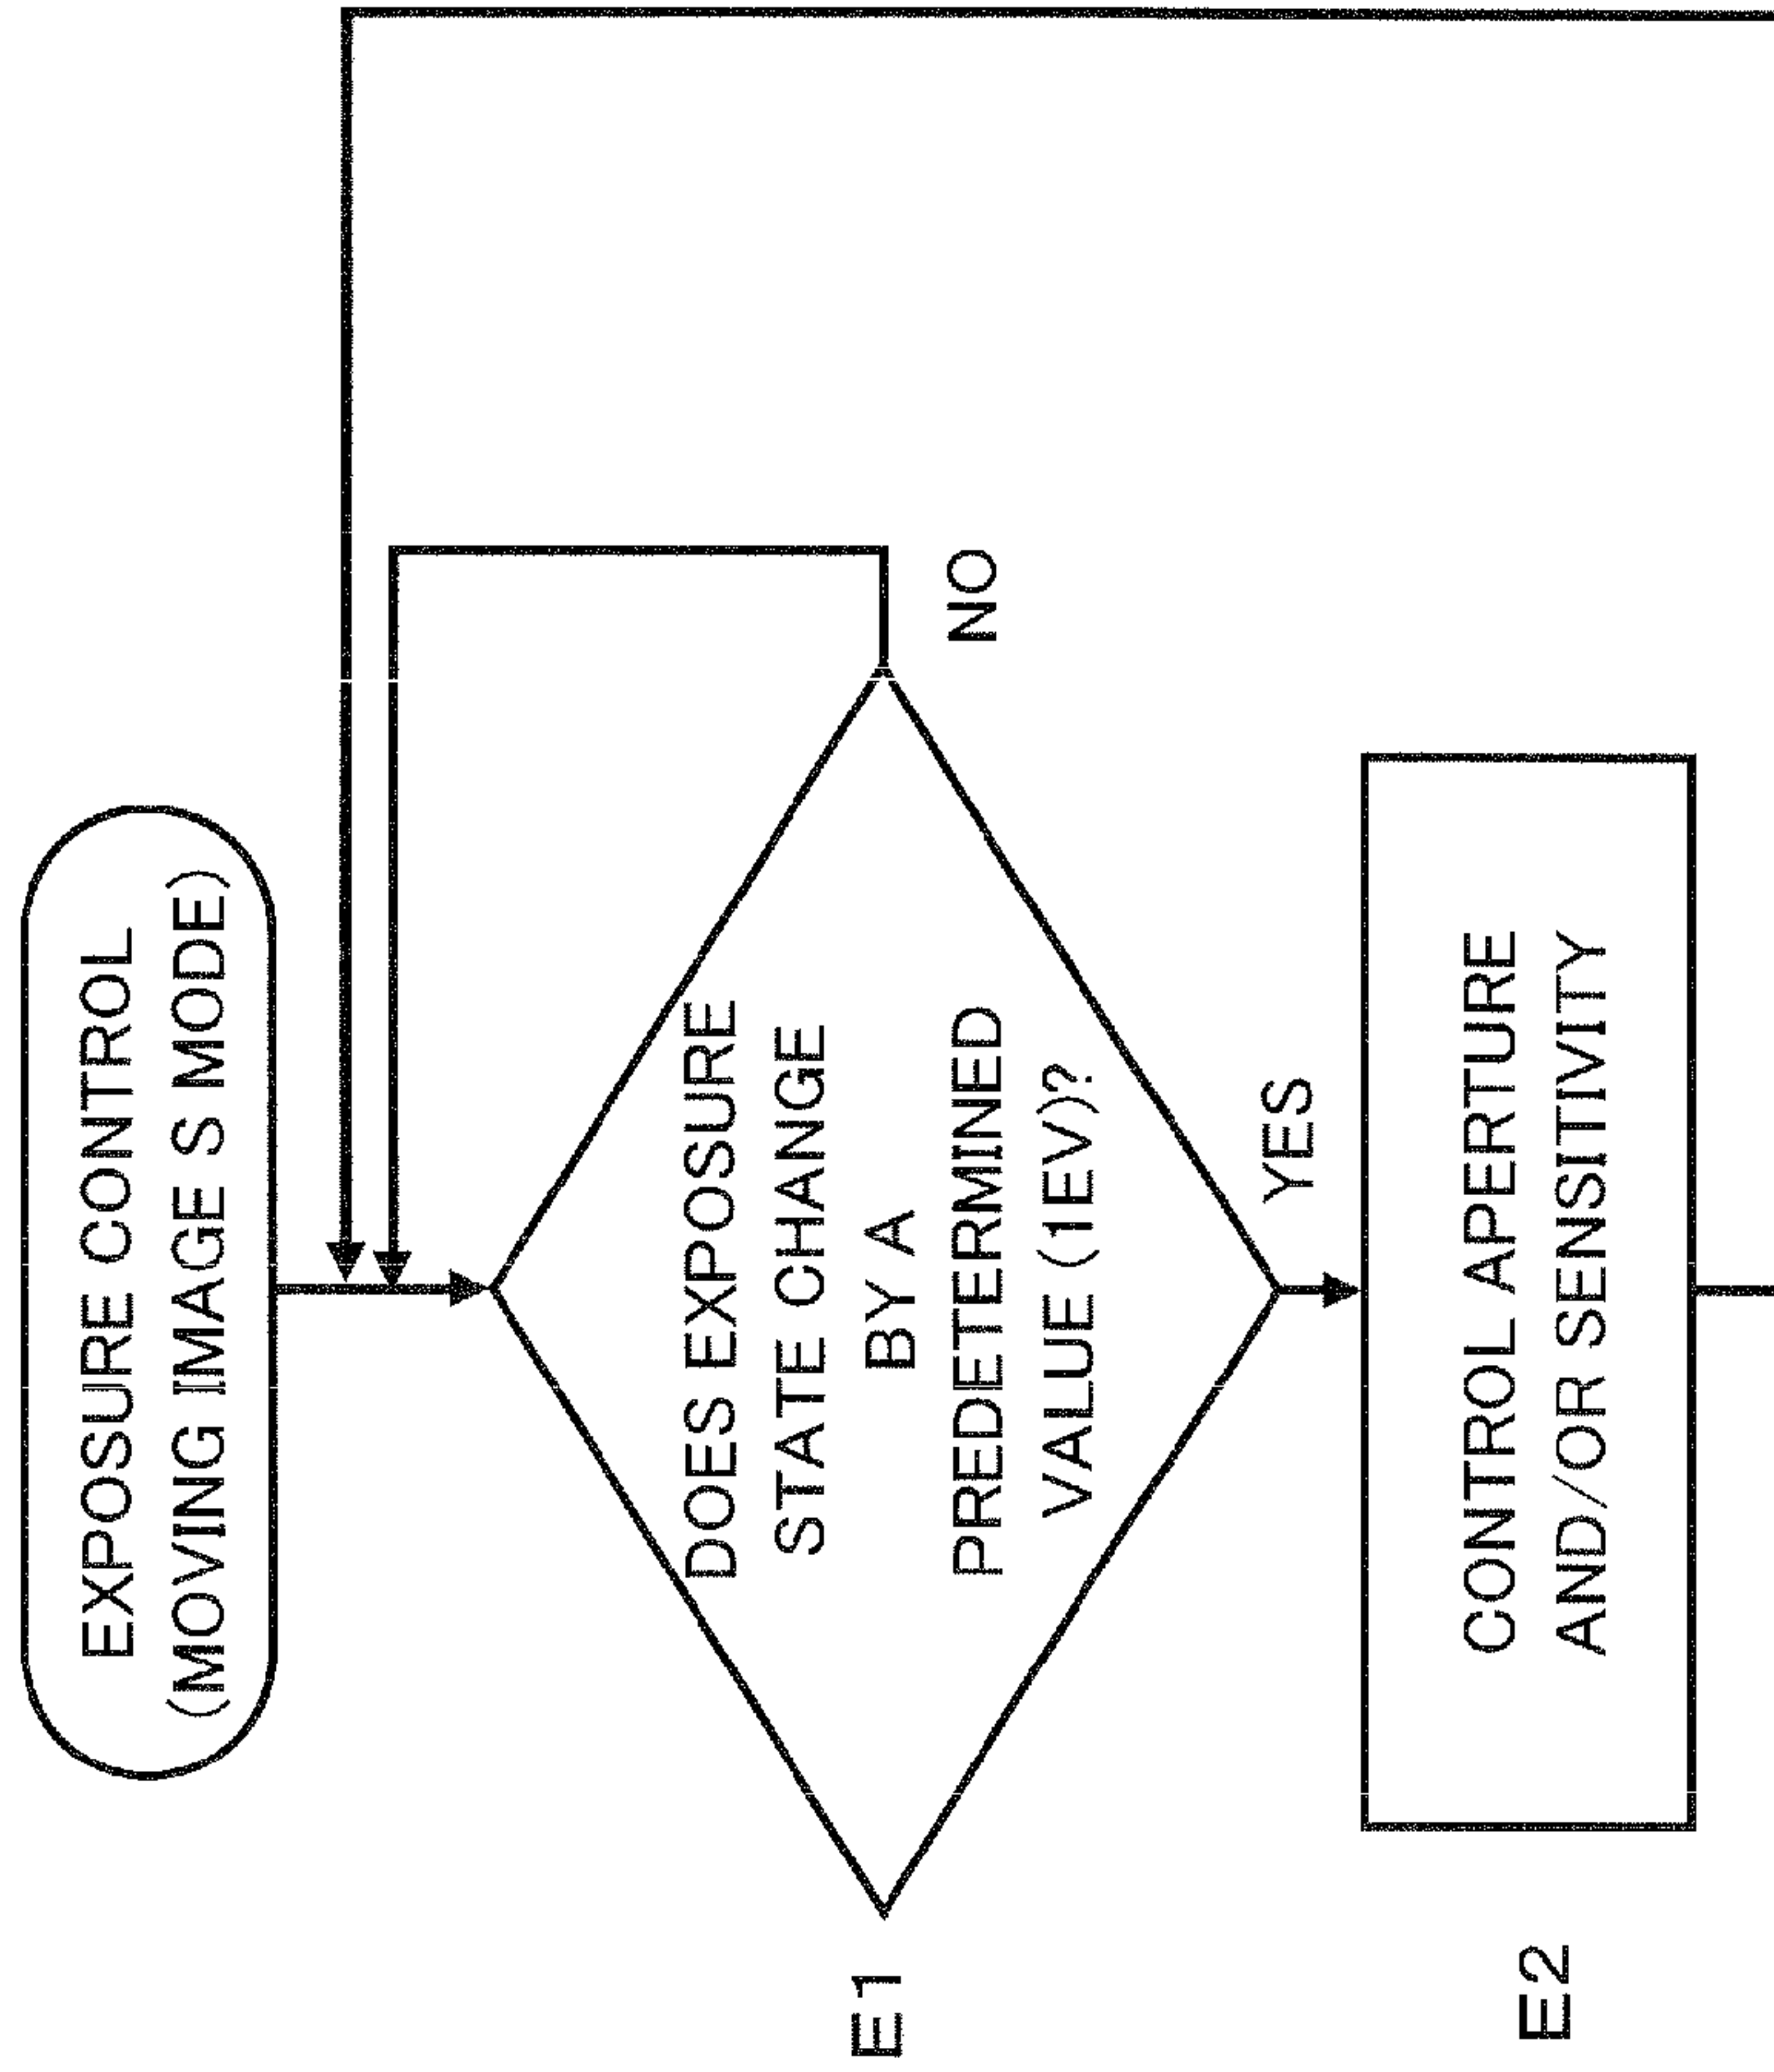 EXPOSURE CONTROL
(MOVING IMAGE S MODE)
E1
DOES EXPOSURE
STATE CHANGE
BY A
PREDETERMINED
VALUE (1EV)?
NO
YES
E2
CONTROL APERTURE
AND/OR SENSITIVITY